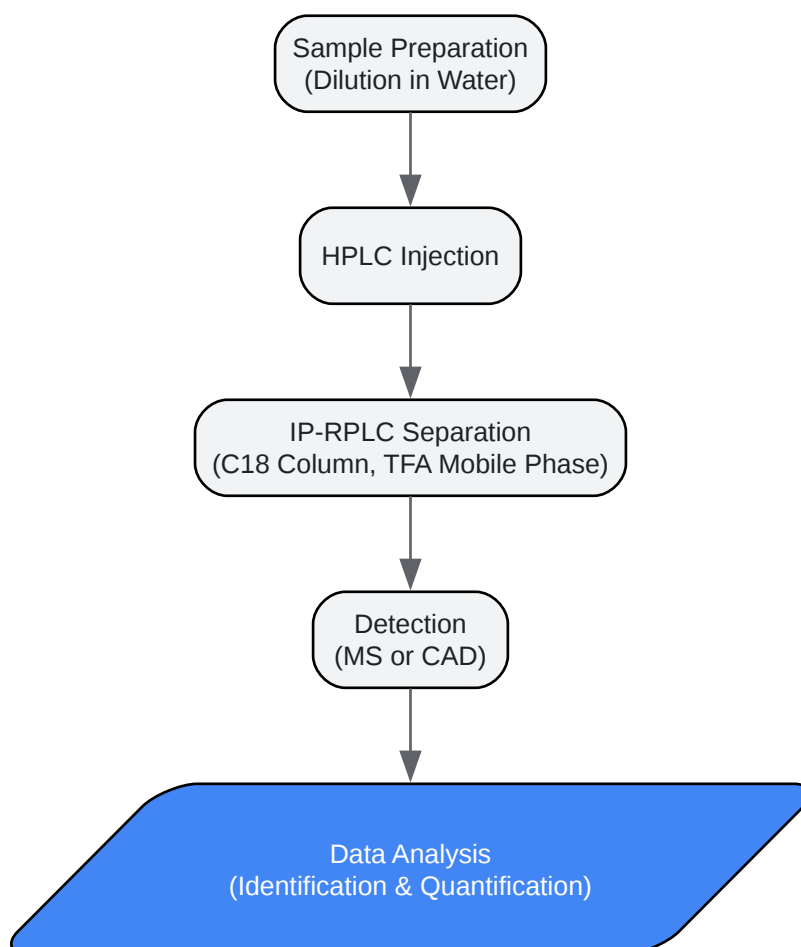 Sample Preparation
(Dilution in Water)
HPLC Injection
IP-RPLC Separation
(C18 Column, TFA Mobile Phase)
Detection
(MS or CAD)
Data Analysis
(Identification & Quantification)